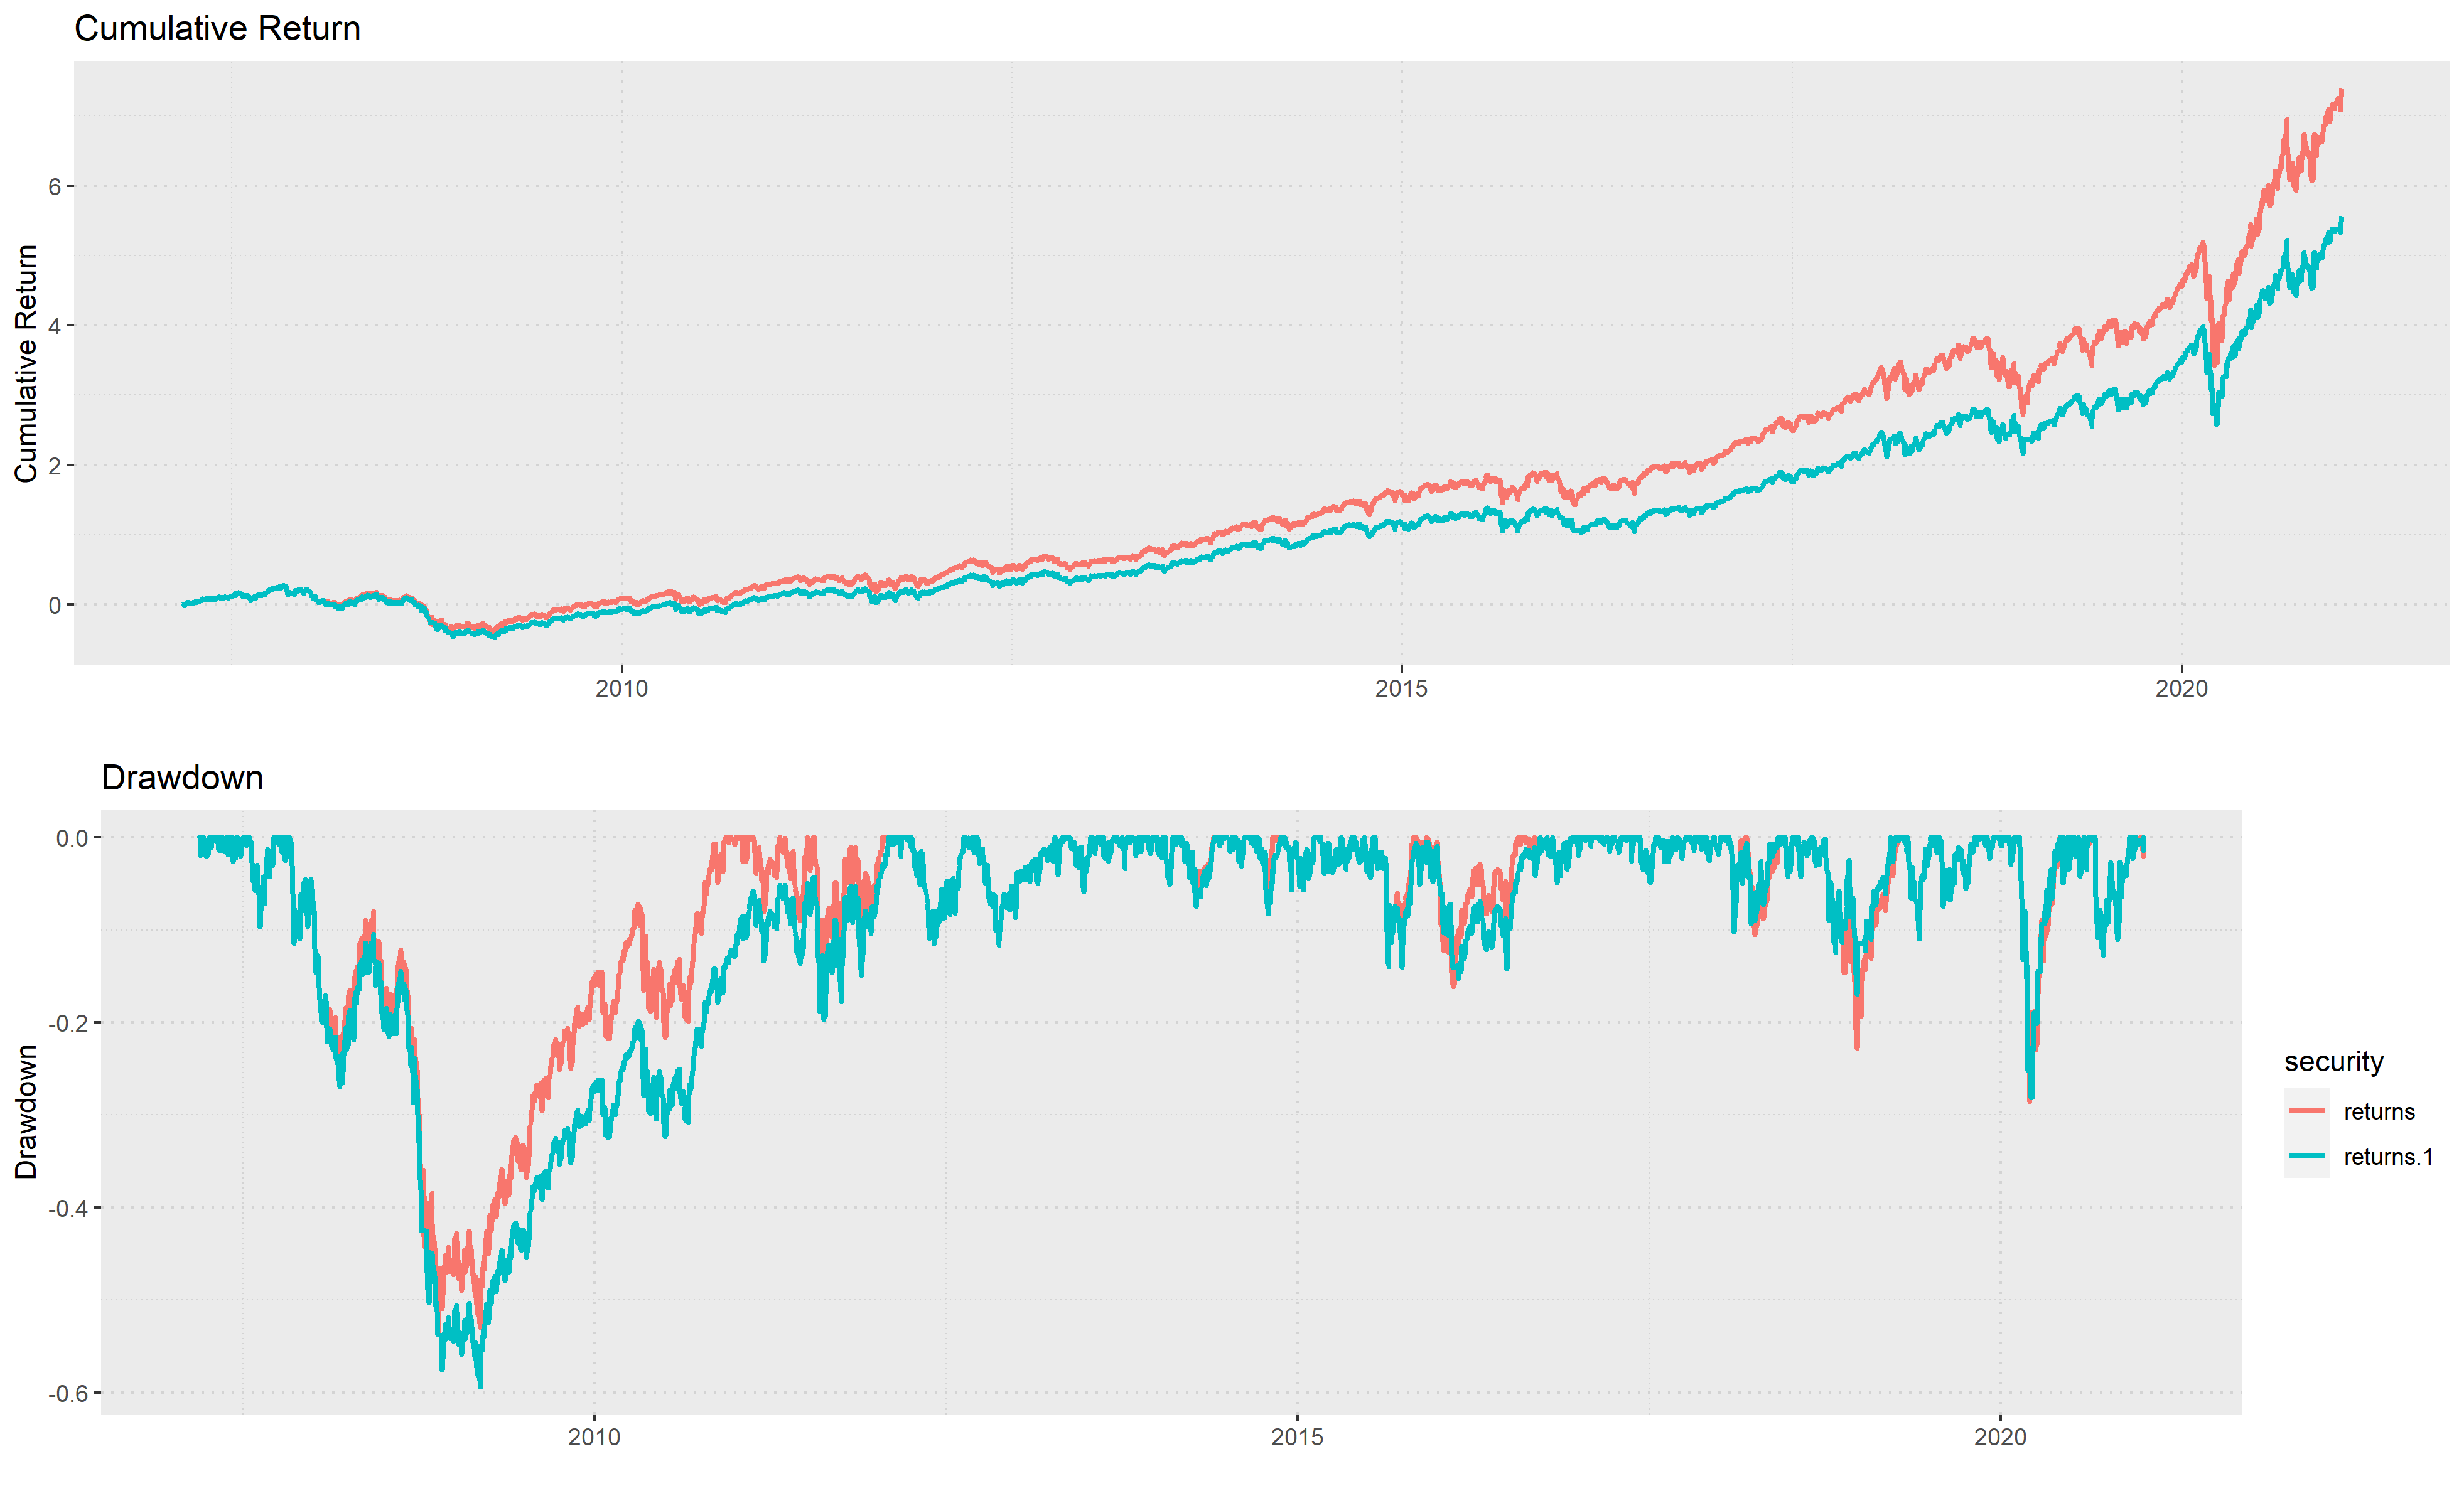 Cumulative Return
Cumulative Return
6
4
2
0
2010
2015
2020
Drawdown
Drawdown
0.0
-0.2
-0.4
-0.6
2010
2015
2020
security
returns
returns.1